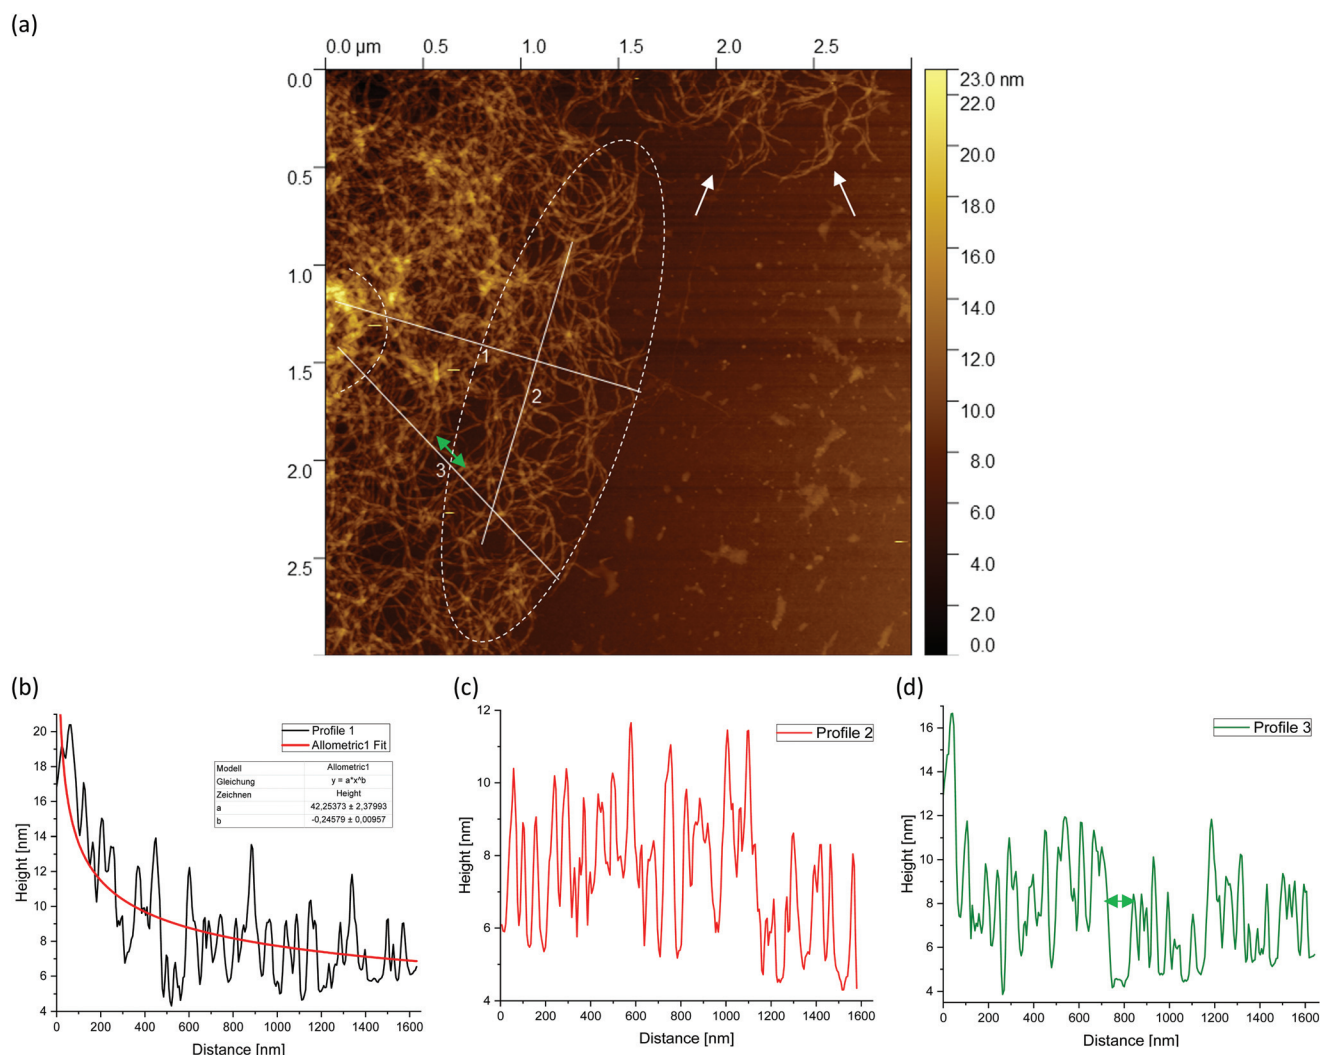 (a)
0.0 µm 0.5 1.0 1.5 2.0 2.5
0.0
0.5
1.0
1.5
2.0
2.5
1
2
3
23.0 nm
22.0
20.0
18.0
16.0
14.0
12.0
10.0
8.0
6.0
4.0
2.0
0.0
(b)
Height [nm]
20
18
16
14
12
10
8
6
4
0 200 400 600 800 1000 1200 1400 1600
Distance [nm]
Profile 1
Allometric1 Fit
Modell Allometric1
Gleichung y = a*x^b
Zeichnen Height
a 42,25373 ± 2,37993
b -0,24579 ± 0,00957
(c)
Height [nm]
12
10
8
6
4
0 200 400 600 800 1000 1200 1400 1600
Distance [nm]
Profile 2
(d)
Height [nm]
16
14
12
10
8
6
4
0 200 400 600 800 1000 1200 1400 1600
Distance [nm]
Profile 3